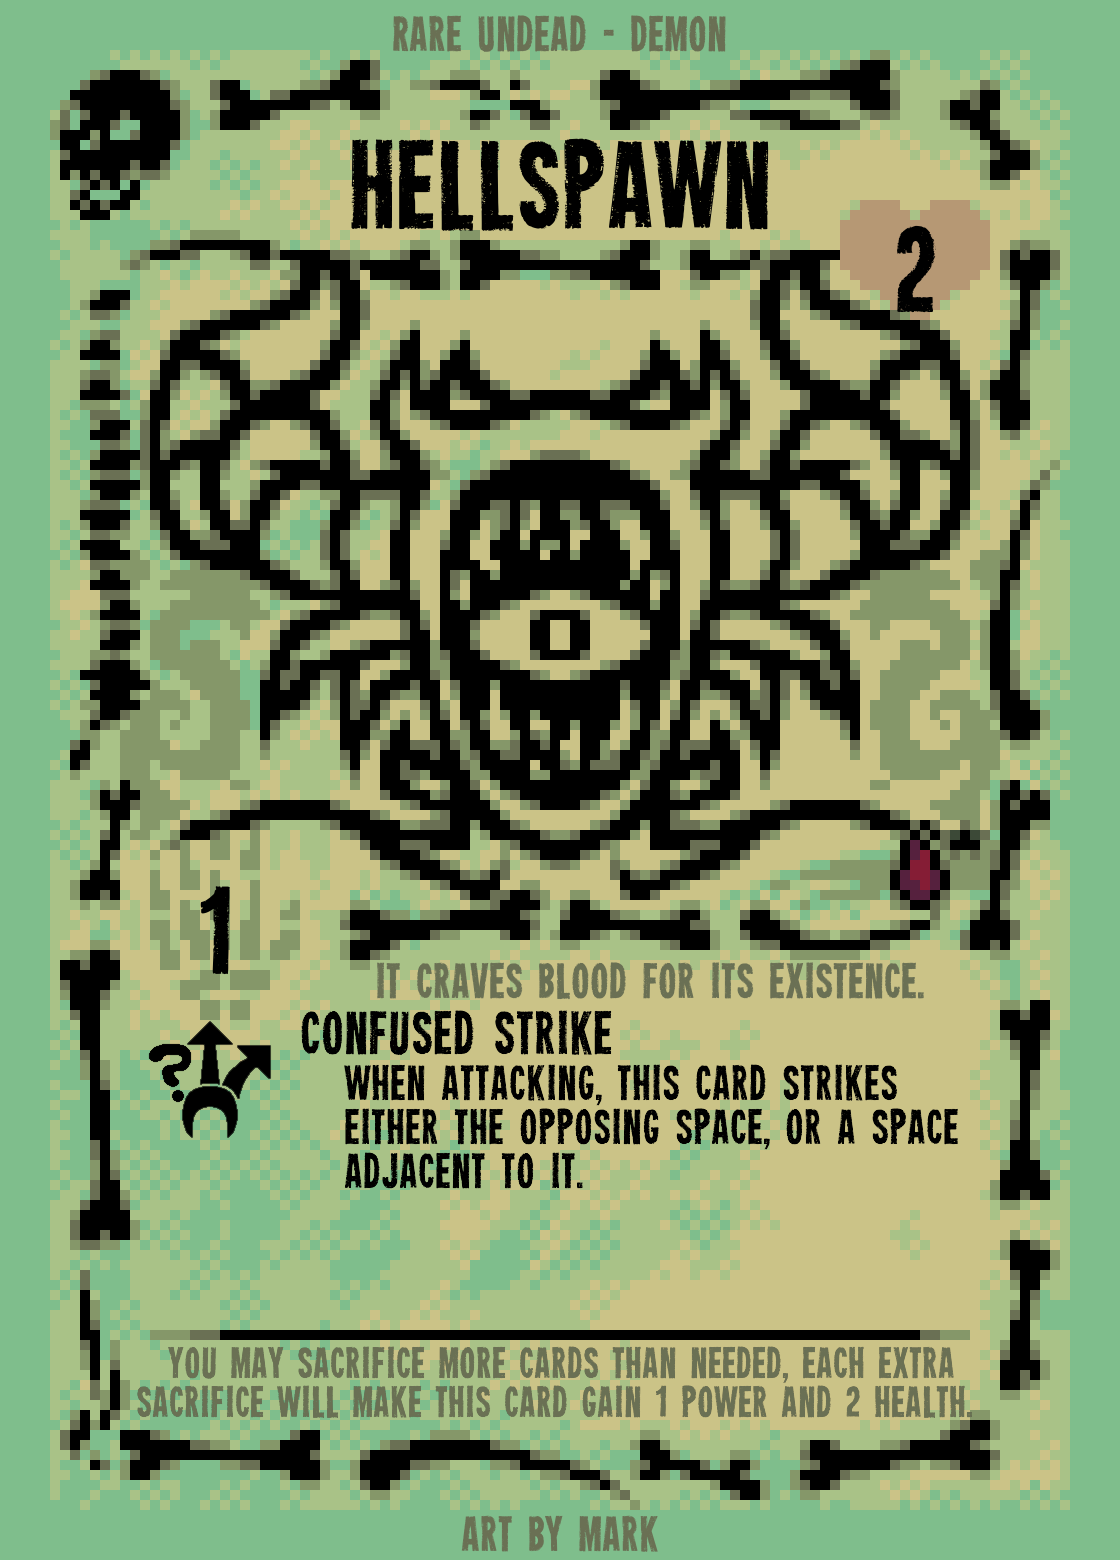 RARE UNDEAD - DEMON
HELLSPAWN
2
1
IT CRAVES BLOOD FOR ITS EXISTENCE.
CONFUSED STRIKE
?
WHEN ATTACKING, THIS CARD STRIKES
EITHER THE OPPOSING SPACE, OR A SPACE
ADJACENT TO IT.
YOU MAY SACRIFICE MORE CARDS THAN NEEDED, EACH EXTRA
SACRIFICE WILL MAKE THIS CARD GAIN 1 POWER AND 2 HEALTH.
ART BY MARK